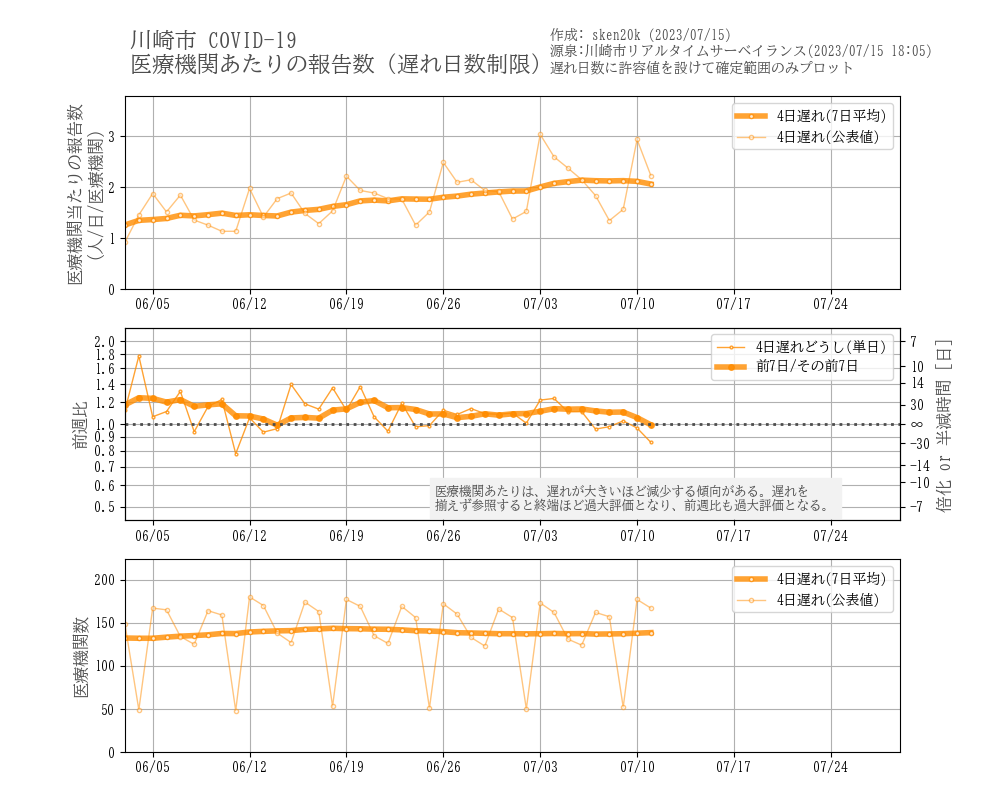 川崎市 COVID-19
医療機関あたりの報告数 (遅れ日数制限)
作成: sken20k (2023/07/15)
源泉:川崎市リアルタイムサーベイランス(2023/07/15 18:05)
遅れ日数に許容値を設けて確定範囲のみプロット
医療機関当たりの報告数
(人/日/医療機関)
3
2
1
0
4日遅れ(7日平均)
4日遅れ(公表値)
06/05 06/12 06/19 06/26 07/03 07/10 07/17 07/24
前週比
2.0
1.8
1.6
1.4
1.2
1.0
0.9
0.8
0.7
0.6
0.5
4日遅れどうし(単日)
前7日/その前7日
7
10
14
30
∞
-30
-14
-10
-7
倍化 or 半減時間 [日]
医療機関あたりは、遅れが大きいほど減少する傾向がある。遅れを
揃えず参照すると終端ほど過大評価となり、前週比も過大評価となる。
06/05 06/12 06/19 06/26 07/03 07/10 07/17 07/24
医療機関数
200
150
100
50
0
4日遅れ(7日平均)
4日遅れ(公表値)
06/05 06/12 06/19 06/26 07/03 07/10 07/17 07/24